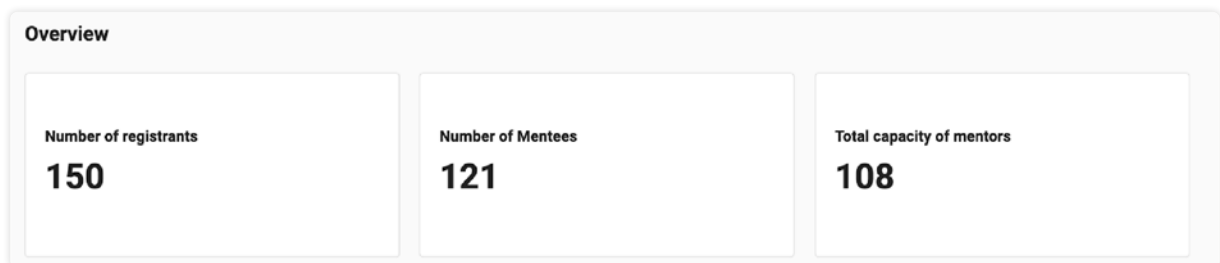 Overview
Number of registrants
150
Number of Mentees
121
Total capacity of mentors
108